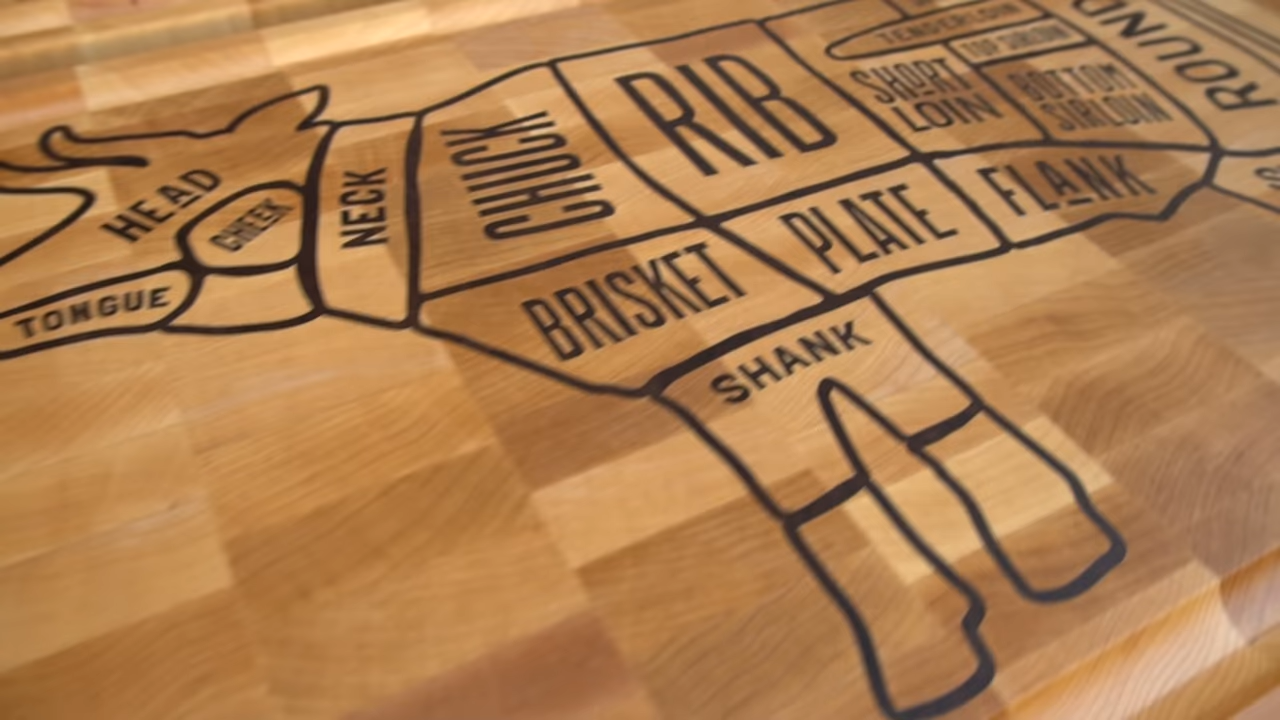 HEAD
CHEEK
TONGUE
NECK
CHUCK
RIB
TENDERLOIN
SHORT
LOIN
TOP SIRLOIN
BOTTOM
SIRLOIN
ROUND
BRISKET
PLATE
FLANK
SHANK